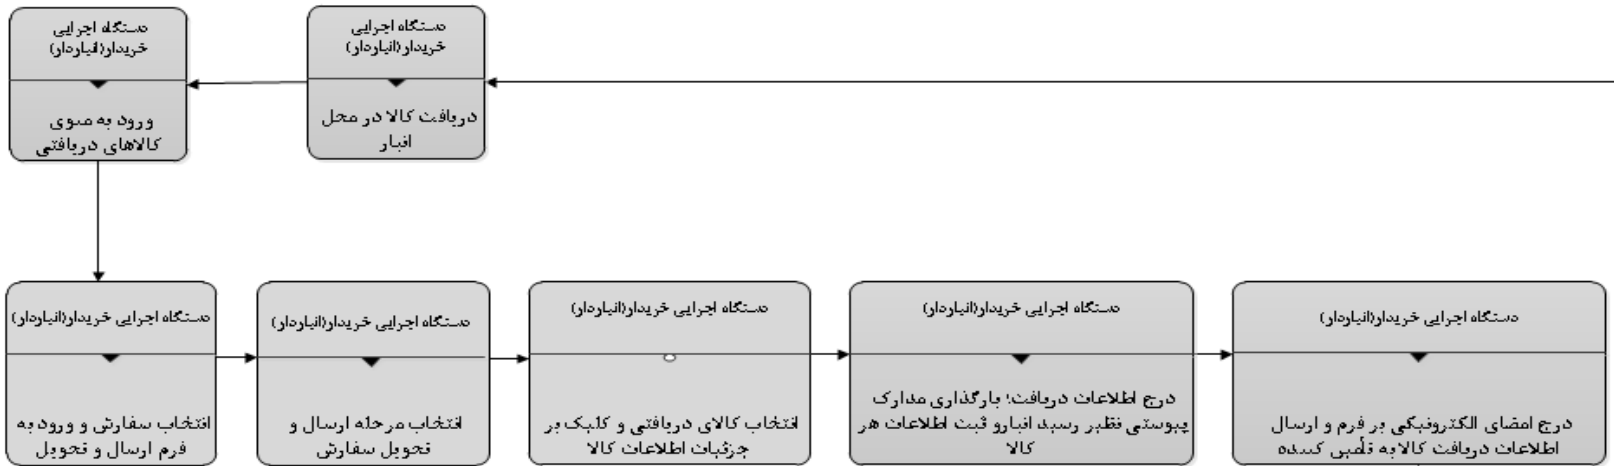 دستگاه اجرایی
خریدار(انباردار)
دریافت کالا در محل
انبار
دستگاه اجرایی
خریدار(انباردار)
ورود به منوی
کالاهای دریافتی
دستگاه اجرایی خریدار(انباردار)
انتخاب سفارش و ورود به
فرم ارسال و تحویل
دستگاه اجرایی خریدار(انباردار)
انتخاب مرحله ارسال و
تحویل سفارش
دستگاه اجرایی خریدار(انباردار)
انتخاب کالای دریافتی و کلیک بر
جزئیات اطلاعات کالا
دستگاه اجرایی خریدار(انباردار)
درج اطلاعات دریافت؛ بارگذاری مدارک
پیوستی نظیر رسید انبارو ثبت اطلاعات هر
کالا
دستگاه اجرایی خریدار(انباردار)
درج امضای الکترونیکی بر فرم و ارسال
اطلاعات دریافت کالابه تأمین کننده